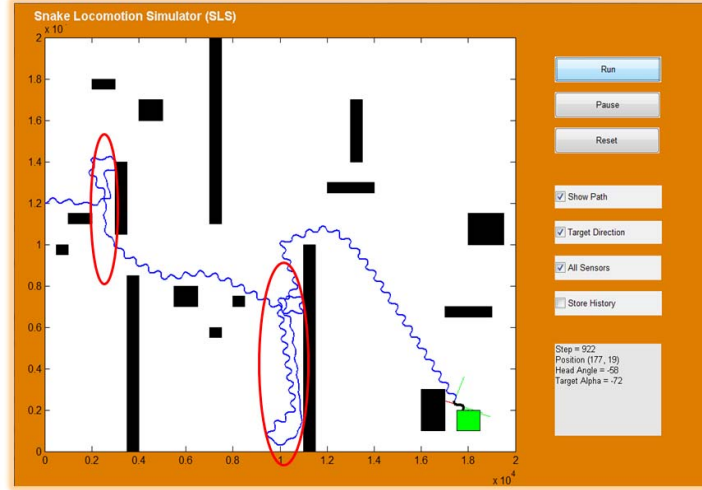 Snake Locomotion Simulator (SLS)
x 10⁴
2
1.8
1.6
1.4
1.2
1
0.8
0.6
0.4
0.2
0
0 0.2 0.4 0.6 0.8 1 1.2 1.4 1.6 1.8 2
x 10⁴
Run
Pause
Reset
Show Path
Target Direction
All Sensors
Store History
Step = 922
Position (177, 19)
Head Angle = -58
Target Alpha = -72